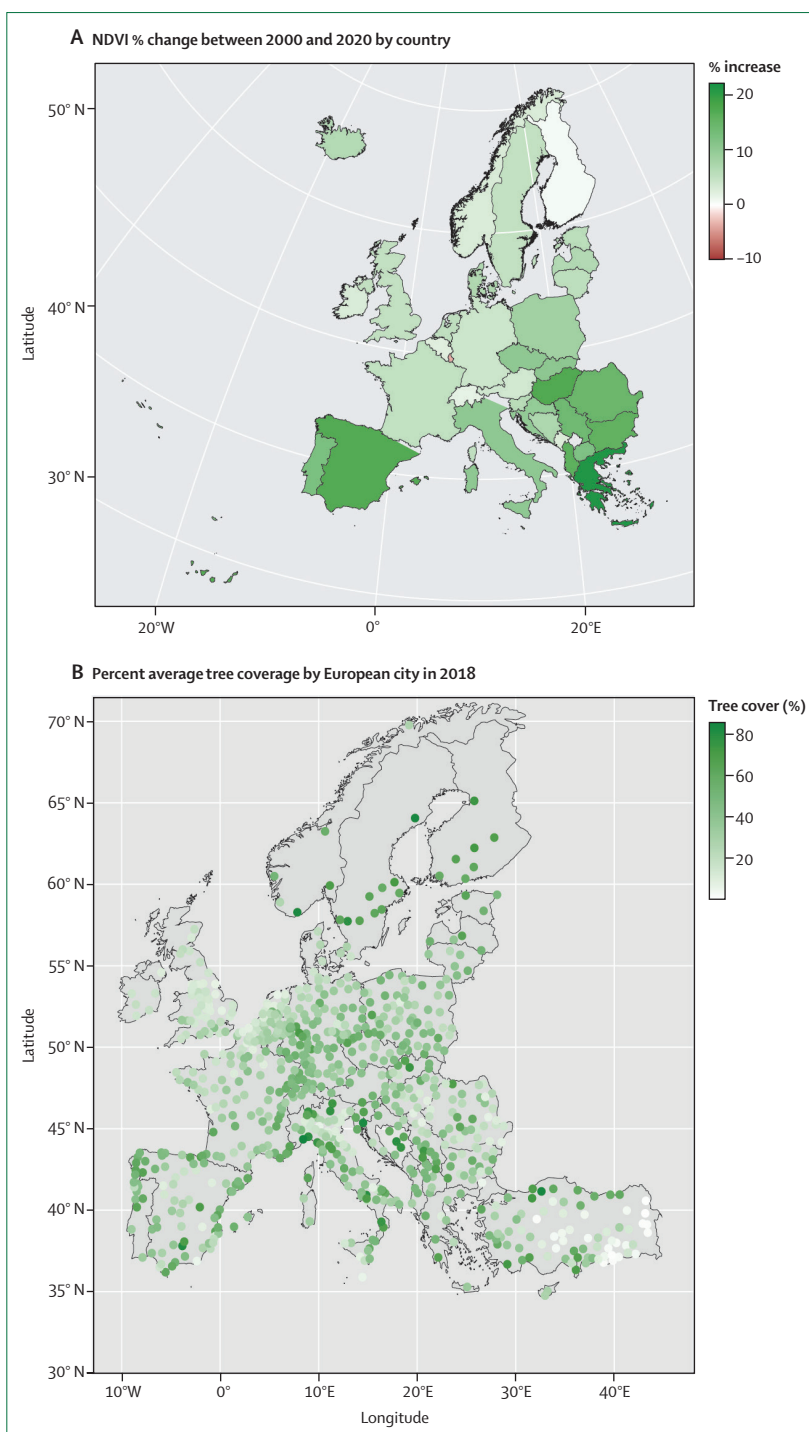 A NDVI % change between 2000 and 2020 by country
% increase
20
10
0
–10
50° N
40° N
30° N
Latitude
20°W
0°
20°E
B Percent average tree coverage by European city in 2018
Tree cover (%)
80
60
40
20
70° N
65° N
60° N
55° N
50° N
45° N
40° N
35° N
30° N
Latitude
10°W
0°
10°E
20°E
30°E
40°E
Longitude